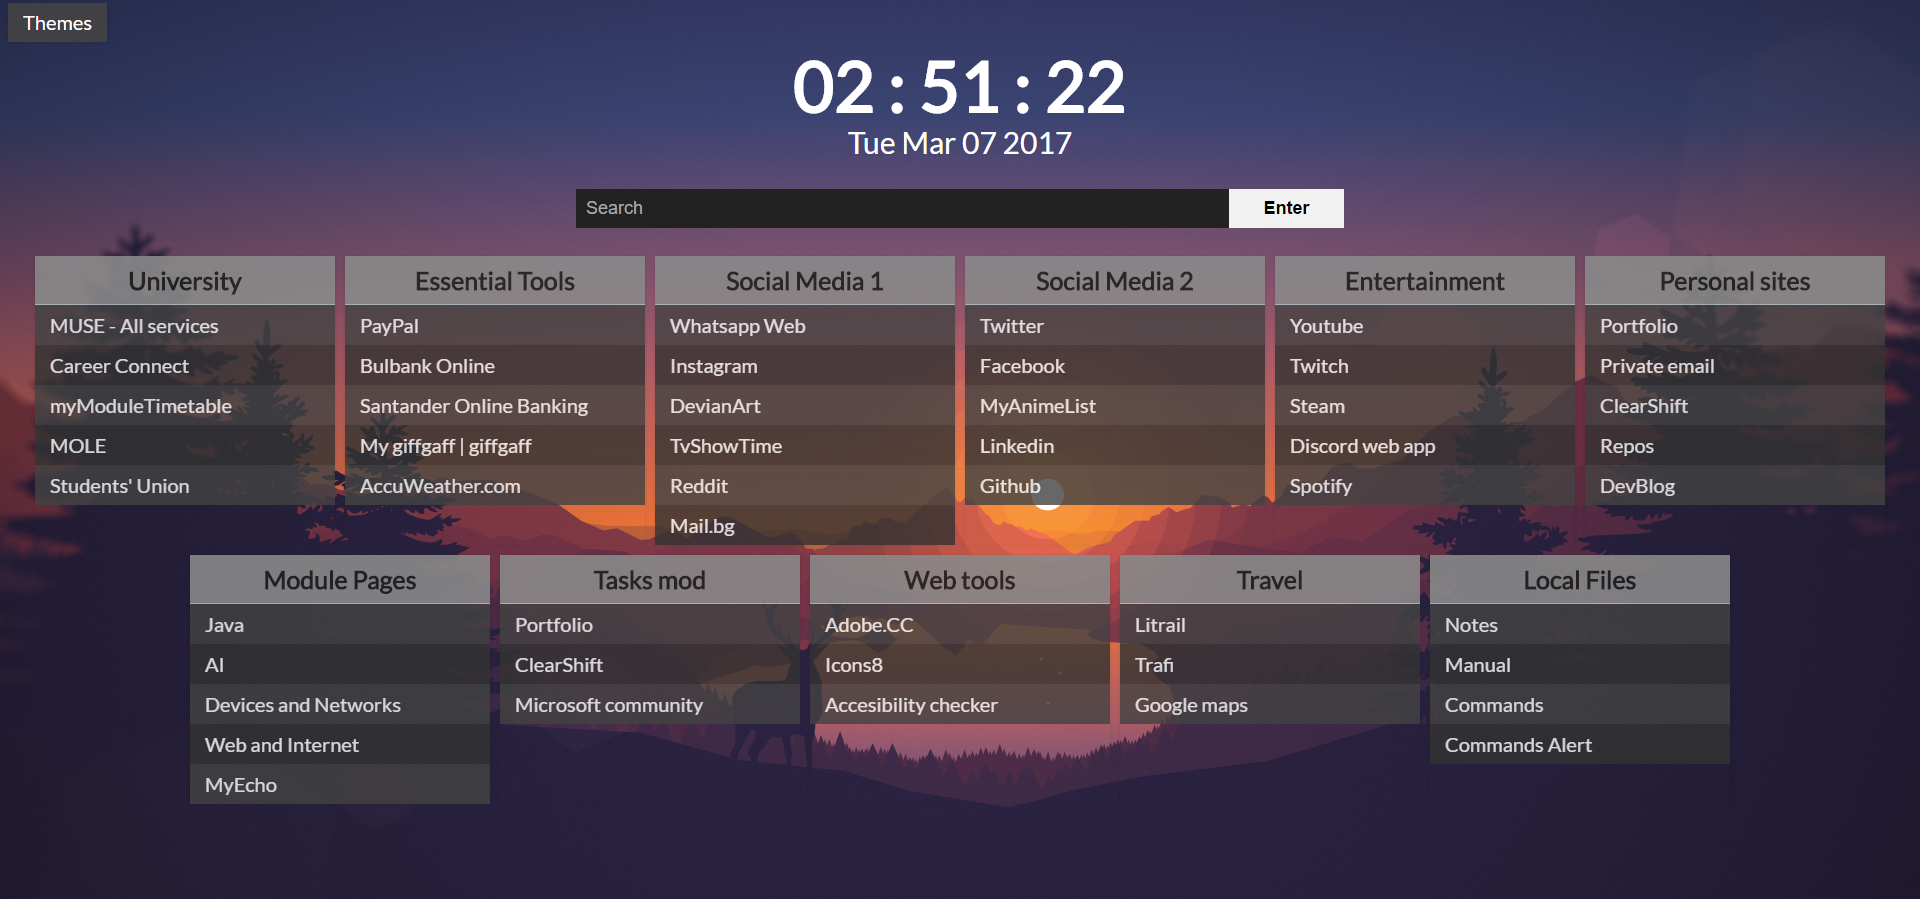 Themes
02 : 51 : 22
Tue Mar 07 2017
Search
Enter
University
MUSE - All services
Career Connect
myModuleTimetable
MOLE
Students' Union
Essential Tools
PayPal
Bulbank Online
Santander Online Banking
My giffgaff | giffgaff
AccuWeather.com
Social Media 1
Whatsapp Web
Instagram
DevianArt
TvShowTime
Reddit
Mail.bg
Social Media 2
Twitter
Facebook
MyAnimeList
Linkedin
Github
Entertainment
Youtube
Twitch
Steam
Discord web app
Spotify
Personal sites
Portfolio
Private email
ClearShift
Repos
DevBlog
Module Pages
Java
AI
Devices and Networks
Web and Internet
MyEcho
Tasks mod
Portfolio
ClearShift
Microsoft community
Web tools
Adobe.CC
Icons8
Accesibility checker
Travel
Litrail
Trafi
Google maps
Local Files
Notes
Manual
Commands
Commands Alert